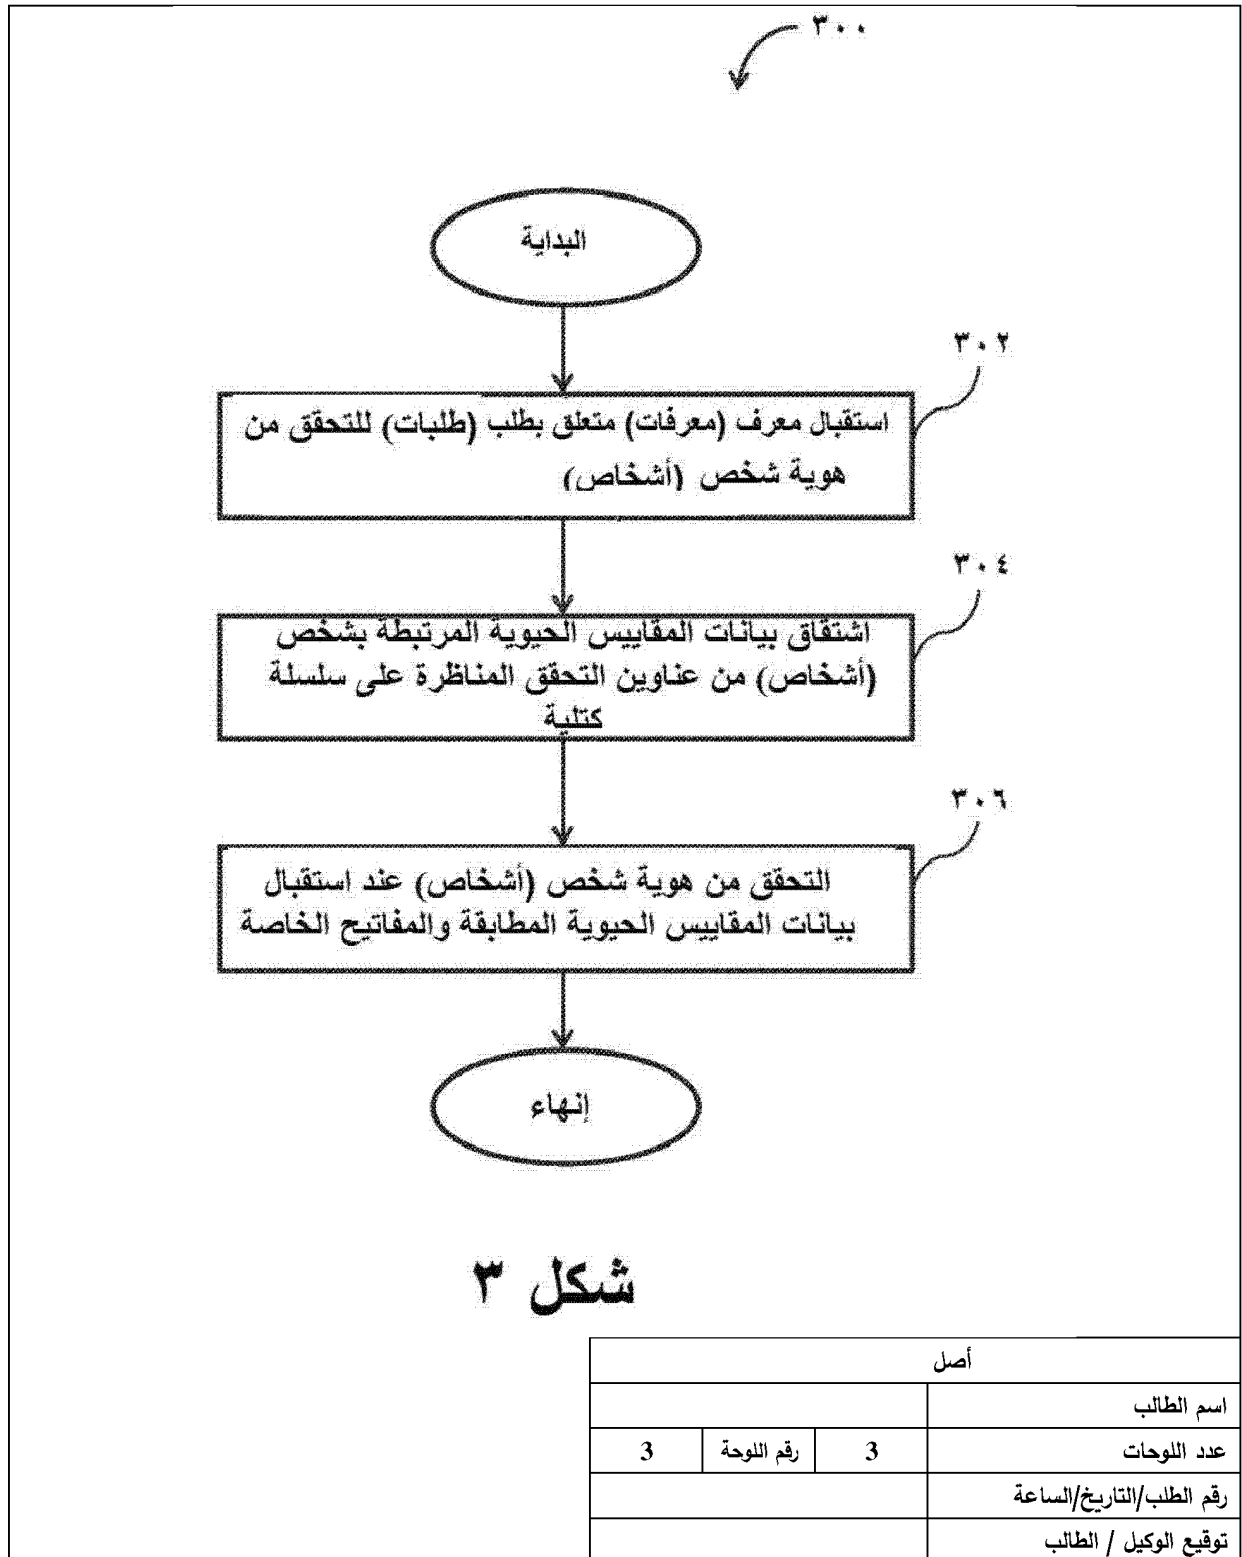 ٣٠٠
البداية
٣٠٢
استقبال معرف (معرفات) متعلق بطلب (طلبات) للتحقق من
هوية شخص (أشخاص)
٣٠٤
اشتقاق بيانات المقاييس الحيوية المرتبطة بشخص
(أشخاص) من عناوين التحقق المناظرة على سلسلة
كتلية
٣٠٦
التحقق من هوية شخص (أشخاص) عند استقبال
بيانات المقاييس الحيوية المطابقة والمفاتيح الخاصة
إنهاء
شكل ٣
أصل
اسم الطالب
عدد اللوحات 3 رقم اللوحة 3
رقم الطلب/التاريخ/الساعة
توقيع الوكيل / الطالب